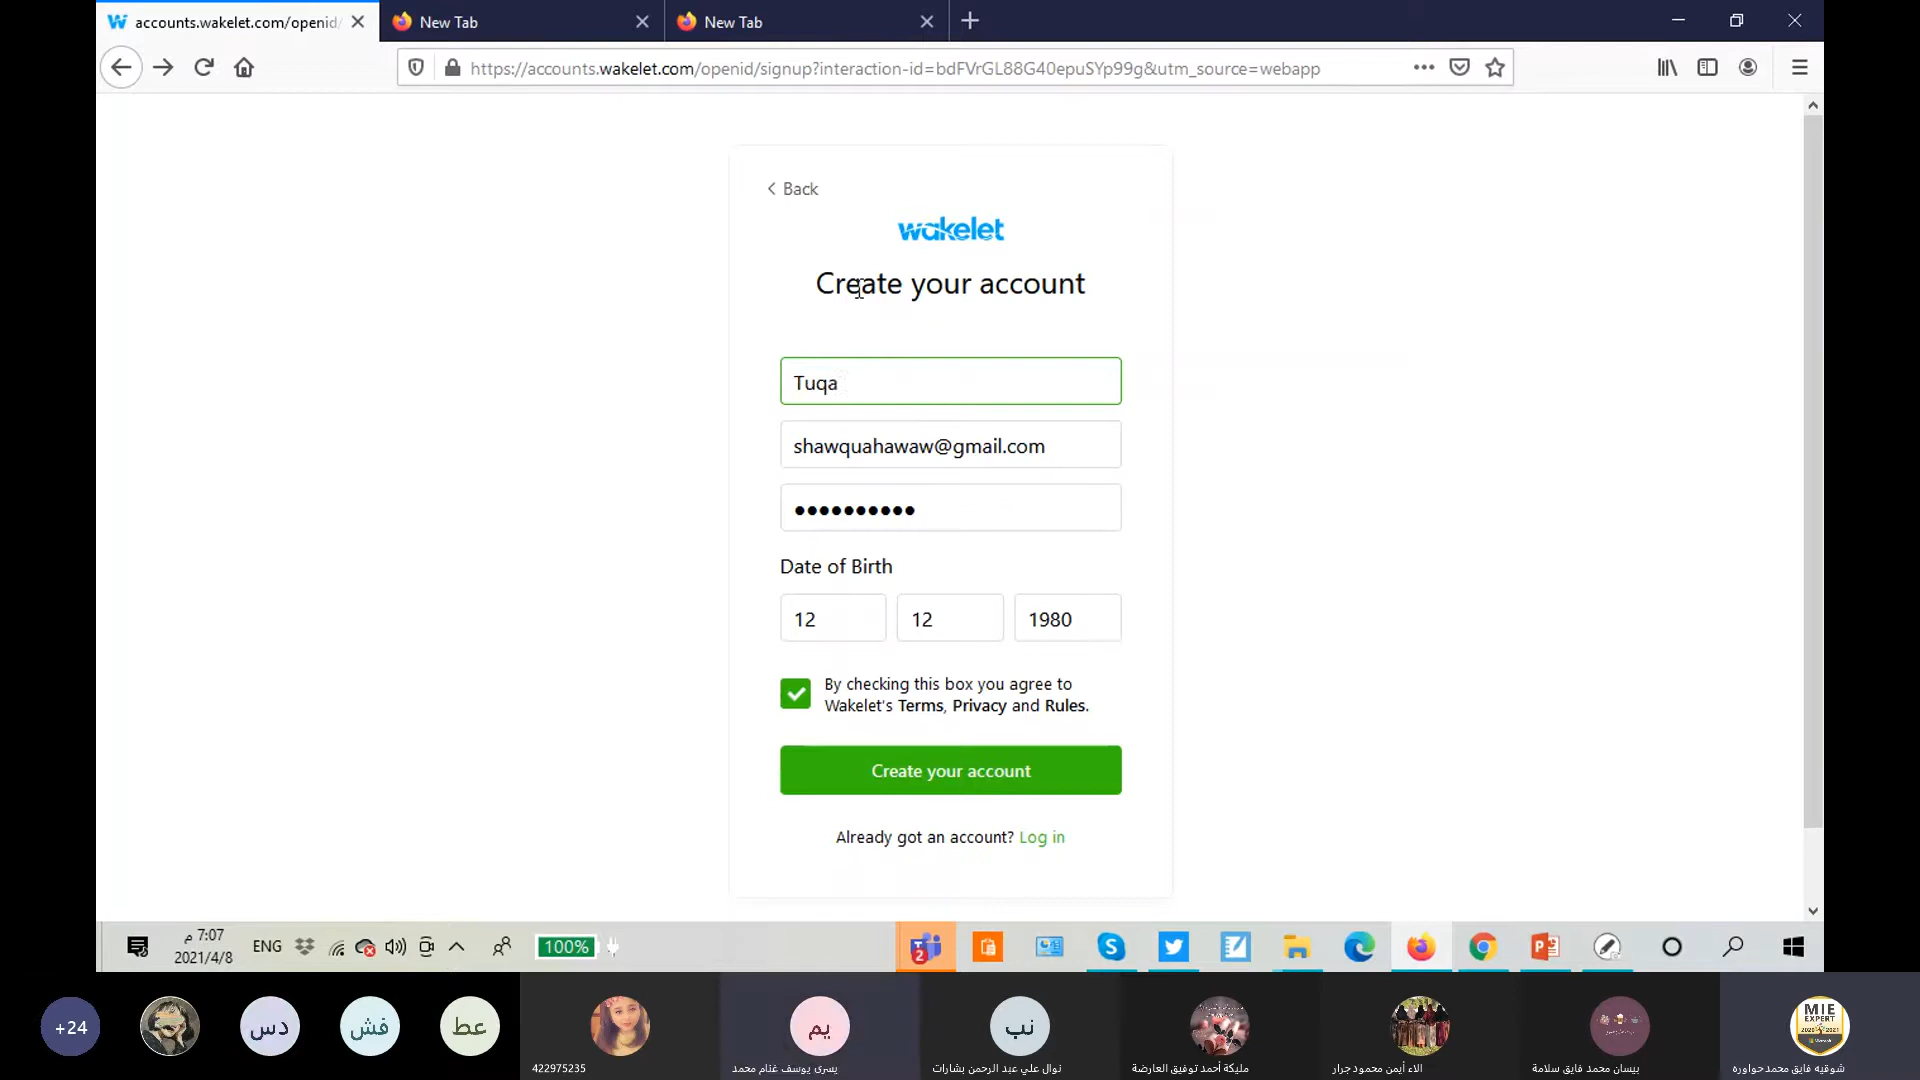 accounts.wakelet.com/openid/
New Tab
New Tab
https://accounts.wakelet.com/openid/signup?interaction-id=bdFVrGL88G40epuSYp99g&utm_source=webapp
Back
wakelet
Create your account
Tuqa
shawquahawaw@gmail.com
••••••••••
Date of Birth
12
12
1980
By checking this box you agree to
Wakelet's Terms, Privacy and Rules.
Create your account
Already got an account? Log in
7:07 م
2021/4/8
ENG
100%
2
+24
دس
فش
عط
يم
نب
MIE
EXPERT
422975235
يسرى يوسف غنام محمد
نوال علي عبد الرحمن بشارات
مليكة أحمد توفيق العارضة
الاء أيمن محمود جرار
بيسان محمد فايق سلامة
شوقيه فايق محمد حواوره